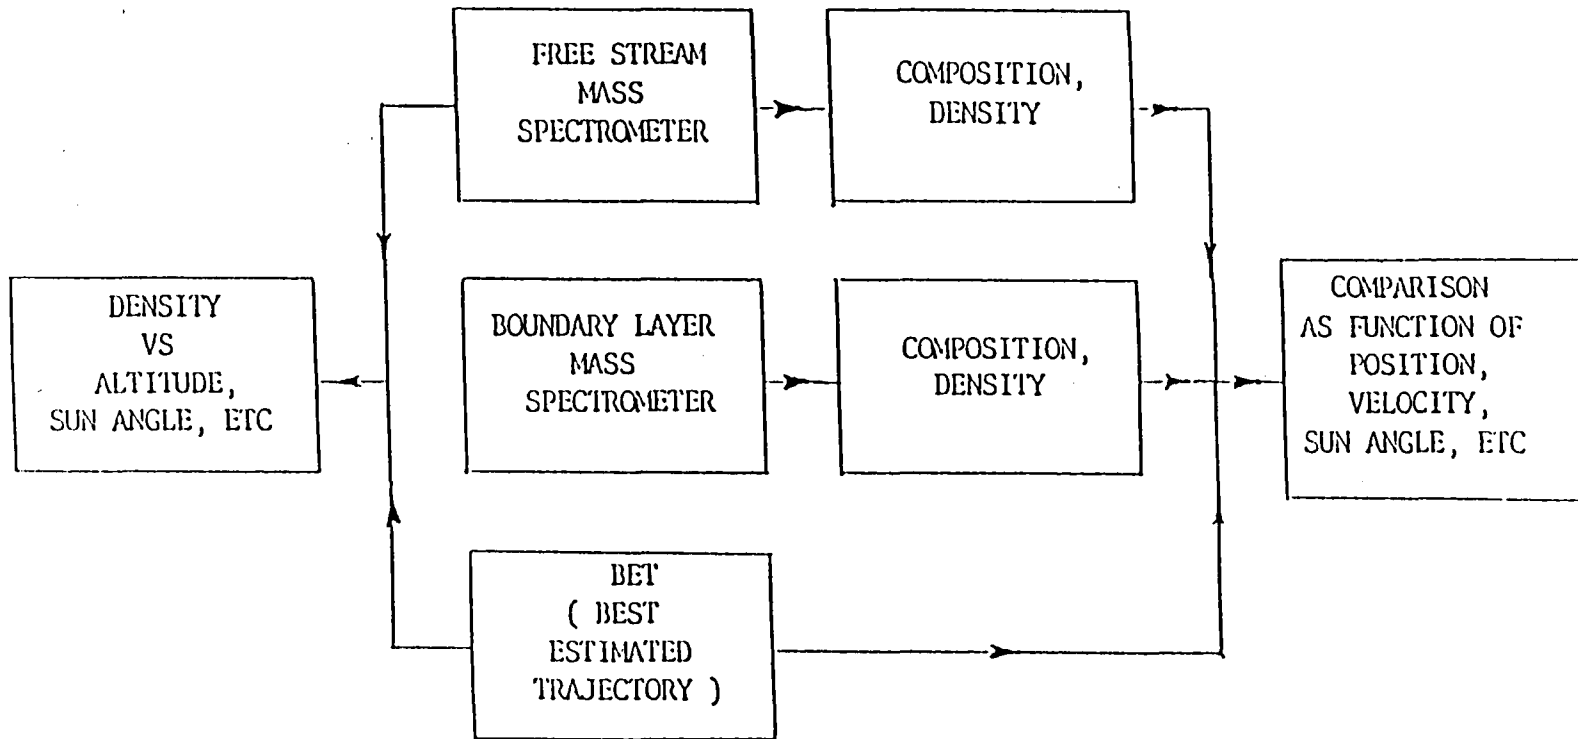 FREE STREAM
MASS
SPECTROMETER
COMPOSITION,
DENSITY
DENSITY
VS
ALTITUDE,
SUN ANGLE, ETC
BOUNDARY LAYER
MASS
SPECTROMETER
COMPOSITION,
DENSITY
COMPARISON
AS FUNCTION OF
POSITION,
VELOCITY,
SUN ANGLE, ETC
BET
( BEST
ESTIMATED
TRAJECTORY )